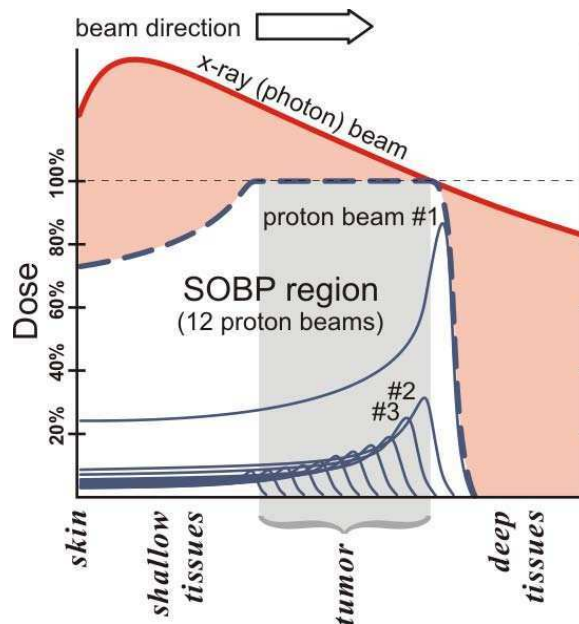 beam direction
x-ray (photon) beam
100%
80%
60%
40%
20%
Dose
proton beam #1
SOBP region
(12 proton beams)
#2
#3
skin
shallow
tissues
tumor
deep
tissues